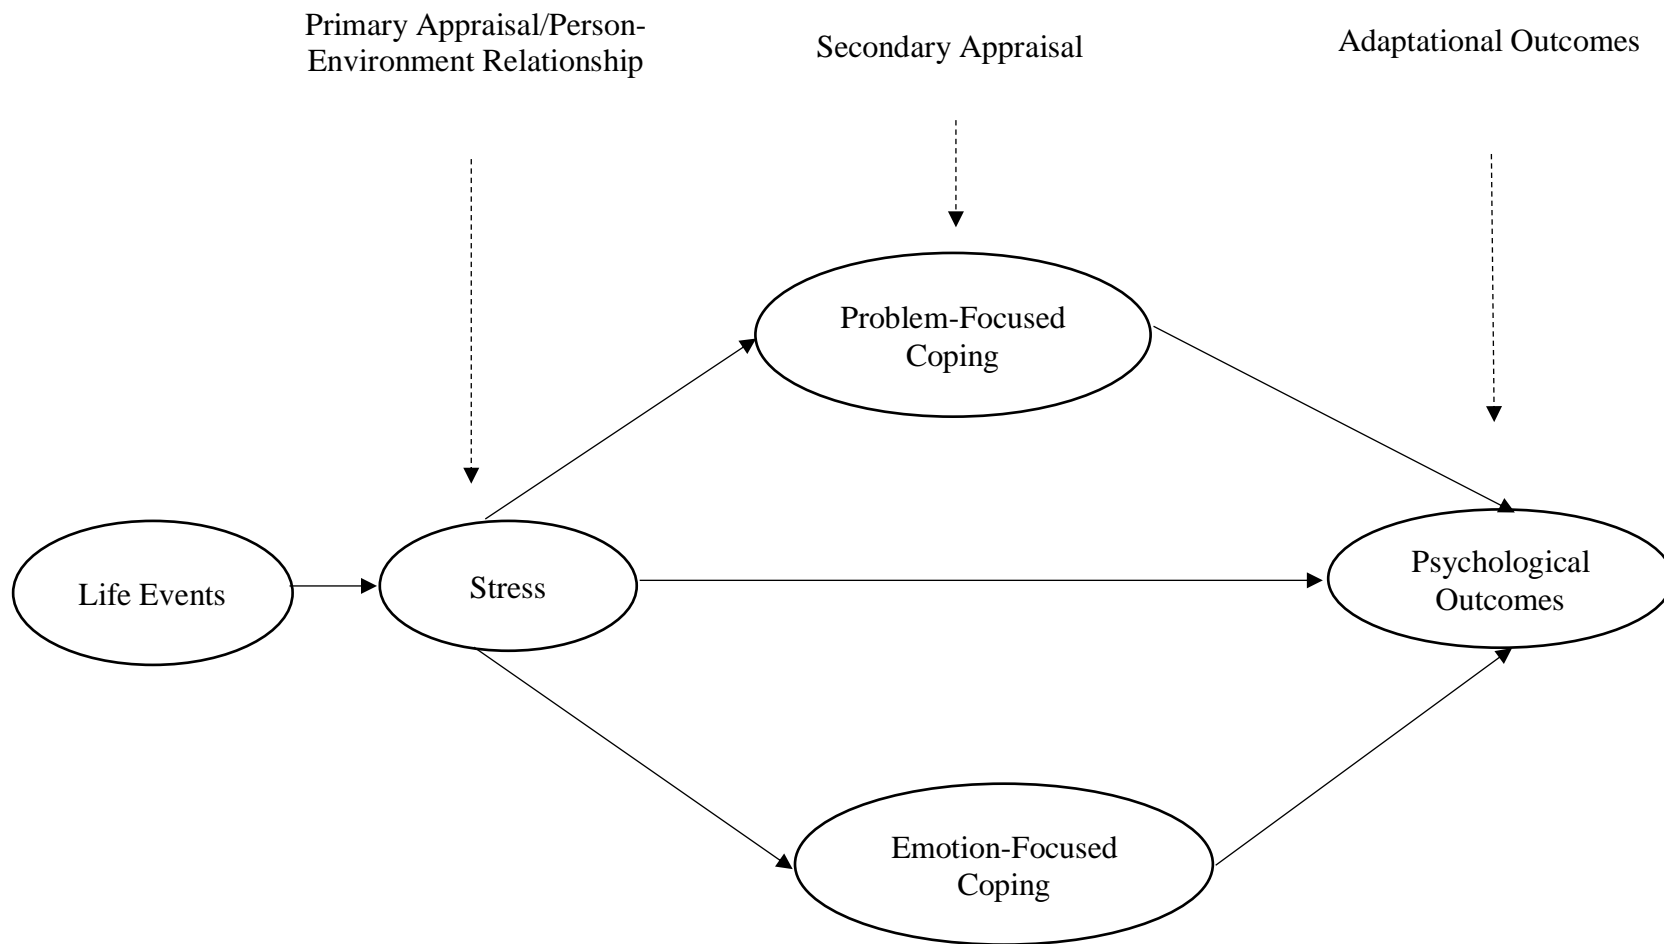 Primary Appraisal/Person-
Environment Relationship
Secondary Appraisal
Adaptational Outcomes
Problem-Focused
Coping
Life Events
Stress
Psychological
Outcomes
Emotion-Focused
Coping